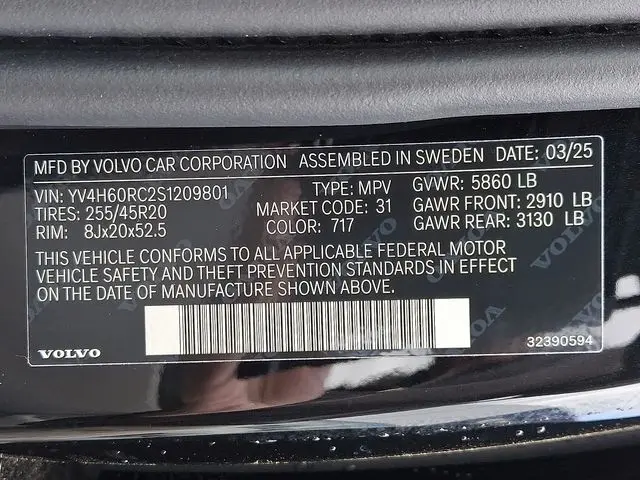 MFD BY VOLVO CAR CORPORATION ASSEMBLED IN SWEDEN DATE: 03/25
VIN: YV4H60RC2S1209801 TYPE: MPV GVWR: 5860 LB
TIRES: 255/45R20 MARKET CODE: 31 GAWR FRONT: 2910 LB
RIM: 8Jx20x52.5 COLOR: 717 GAWR REAR: 3130 LB
THIS VEHICLE CONFORMS TO ALL APPLICABLE FEDERAL MOTOR
VEHICLE SAFETY AND THEFT PREVENTION STANDARDS IN EFFECT
ON THE DATE OF MANUFACTURE SHOWN ABOVE.
VOLVO 32390594